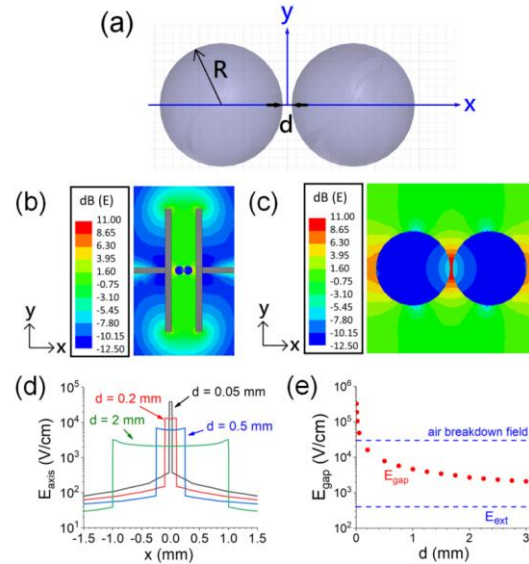 (a)
y
R
x
d
(b)
dB (E)
11.00
8.65
6.30
3.95
1.60
-0.75
-3.10
-5.45
-7.80
-10.15
-12.50
y
x
(c)
dB (E)
11.00
8.65
6.30
3.95
1.60
-0.75
-3.10
-5.45
-7.80
-10.15
-12.50
y
x
(d)
10⁵
10⁴
10³
10²
10¹
E_axis (V/cm)
d = 0.05 mm
d = 0.2 mm
d = 2 mm
d = 0.5 mm
-1.5 -1.0 -0.5 0.0 0.5 1.0 1.5
x (mm)
(e)
10⁶
10⁵
10⁴
10³
10²
E_gap (V/cm)
air breakdown field
E_gap
E_ext
0 1 2 3
d (mm)